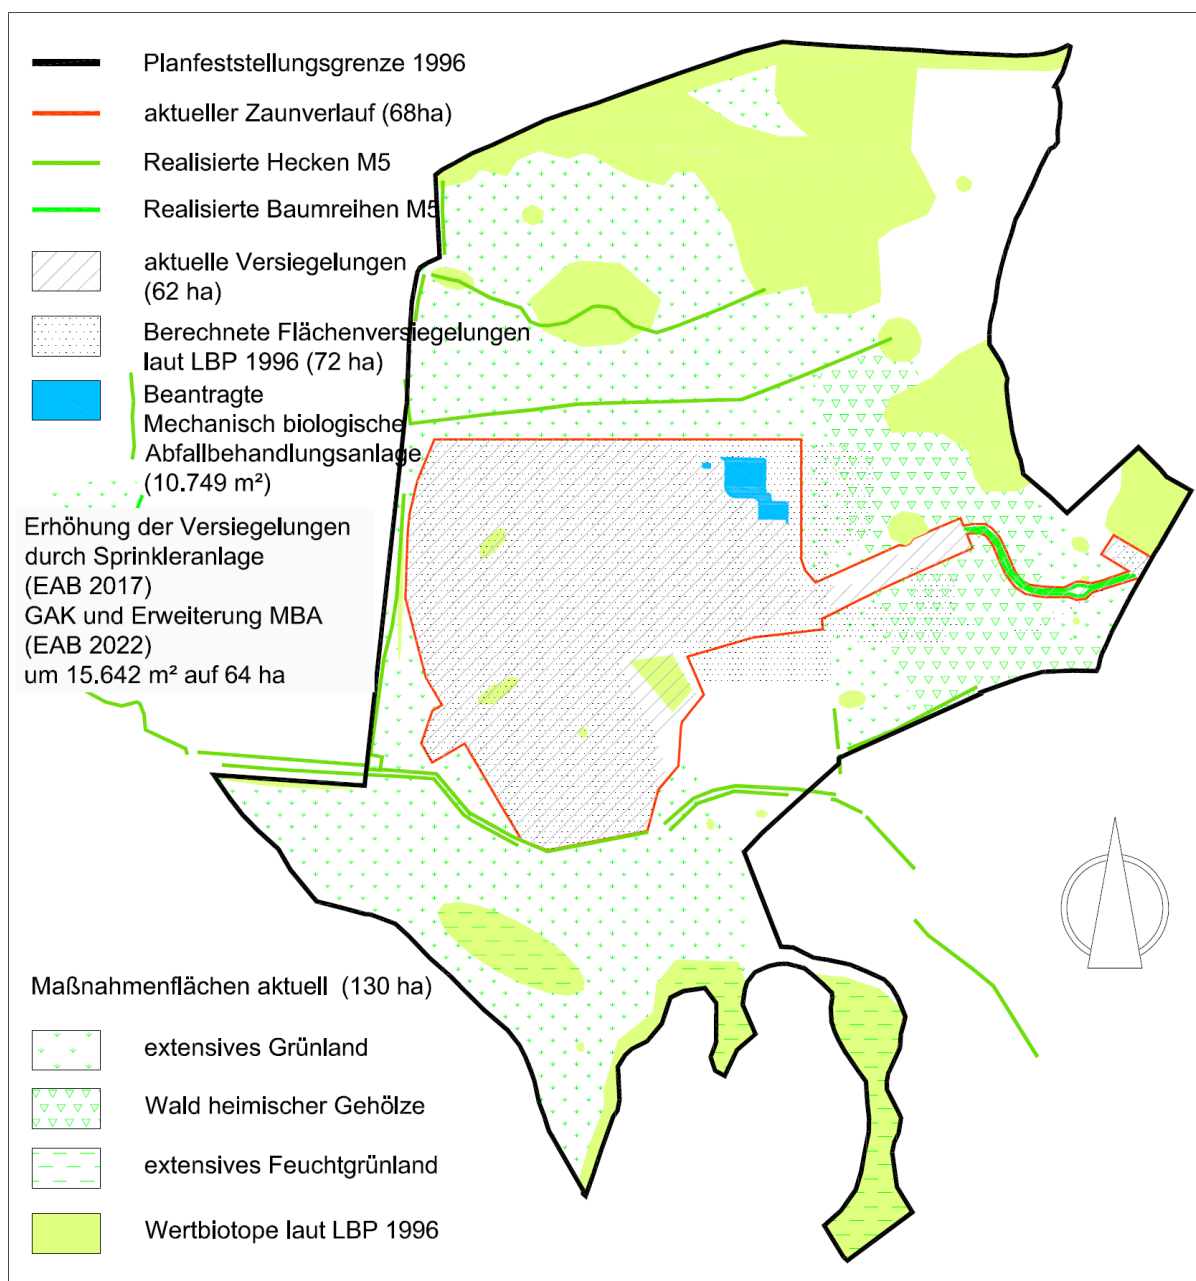 Planfeststellungsgrenze 1996
aktueller Zaunverlauf (68ha)
Realisierte Hecken M5
Realisierte Baumreihen M5
aktuelle Versiegelungen
(62 ha)
Berechnete Flächenversiegelungen
laut LBP 1996 (72 ha)
Beantragte
Mechanisch biologische
Abfallbehandlungsanlage
(10.749 m²)
Erhöhung der Versiegelungen
durch Sprinkleranlage
(EAB 2017)
GAK und Erweiterung MBA
(EAB 2022)
um 15.642 m² auf 64 ha
Maßnahmenflächen aktuell (130 ha)
extensives Grünland
Wald heimischer Gehölze
extensives Feuchtgrünland
Wertbiotope laut LBP 1996